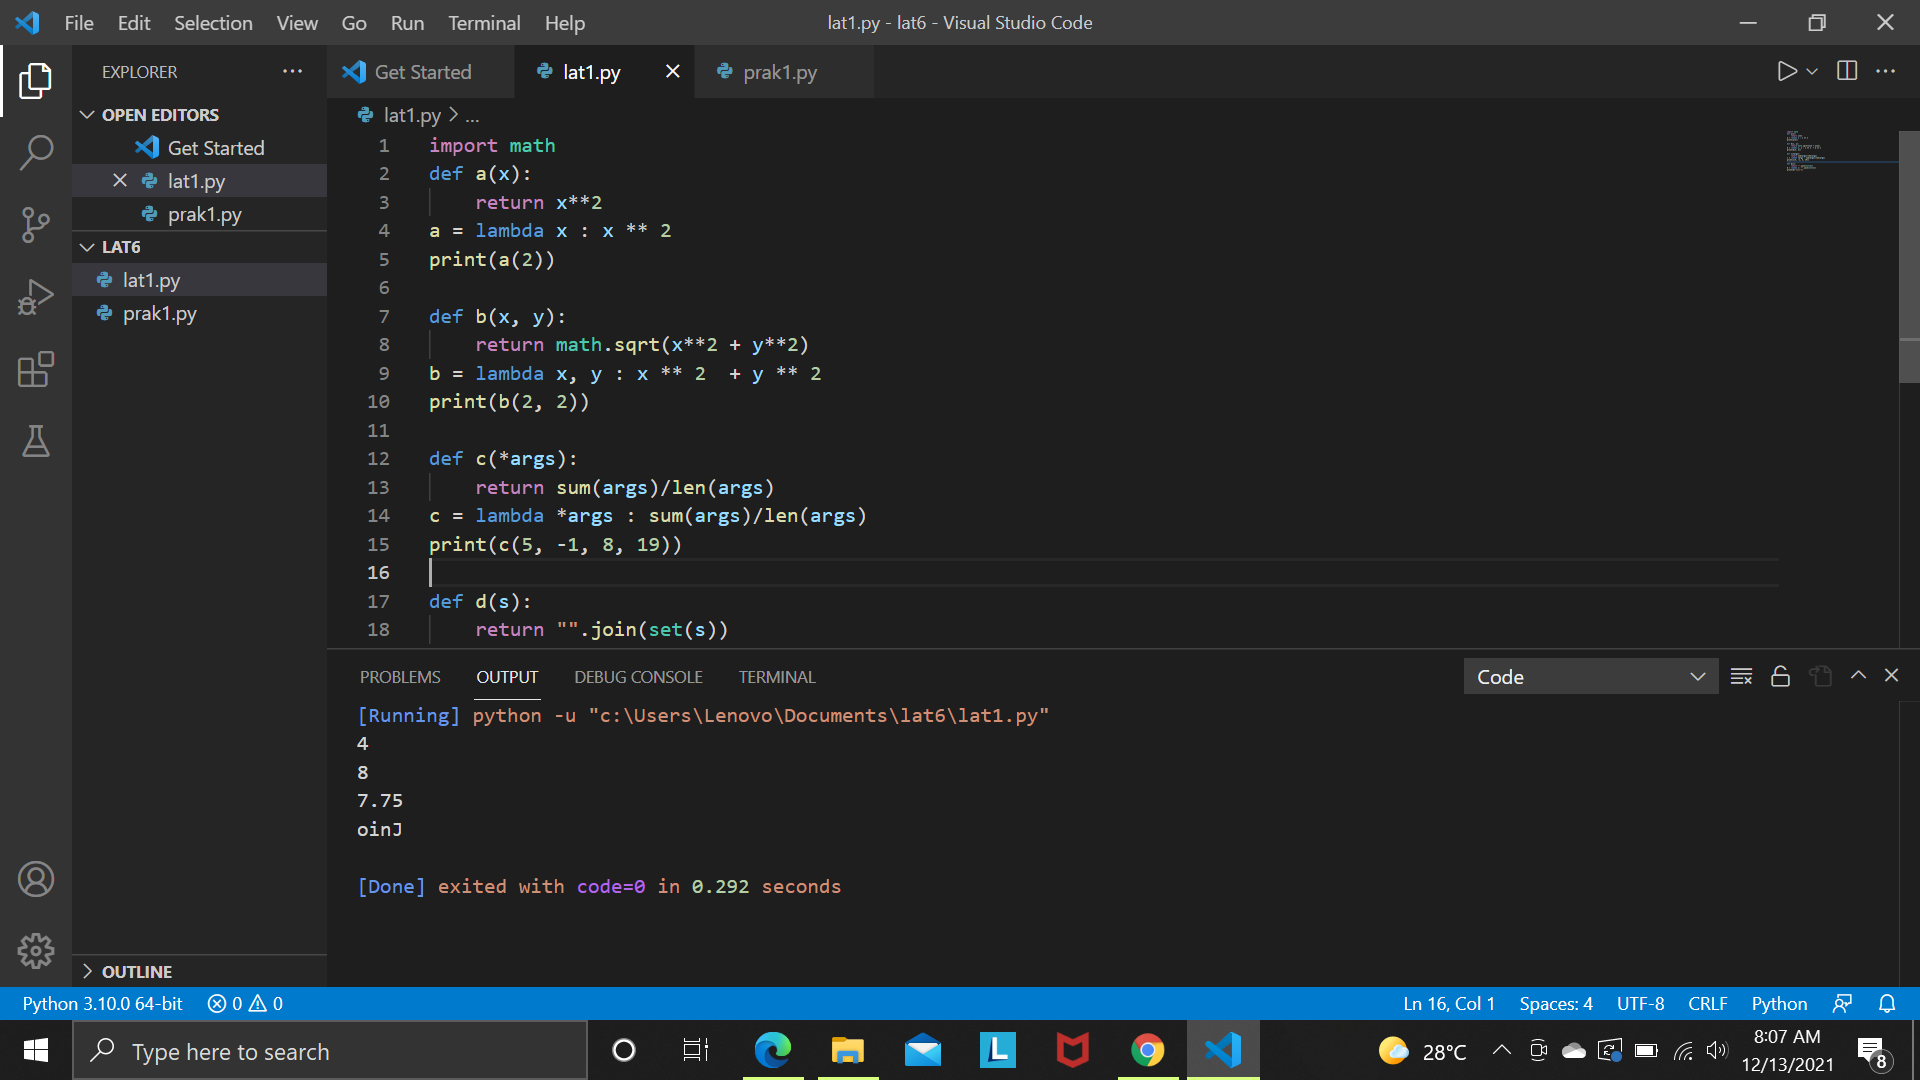 File Edit Selection View Go Run Terminal Help
lat1.py - lat6 - Visual Studio Code
EXPLORER
OPEN EDITORS
Get Started
lat1.py
prak1.py
LAT6
lat1.py
prak1.py
OUTLINE
Get Started lat1.py prak1.py
lat1.py > ...
1 import math
2 def a(x):
3     return x**2
4 a = lambda x : x ** 2
5 print(a(2))
6
7 def b(x, y):
8     return math.sqrt(x**2 + y**2)
9 b = lambda x, y : x ** 2  + y ** 2
10 print(b(2, 2))
11
12 def c(*args):
13     return sum(args)/len(args)
14 c = lambda *args : sum(args)/len(args)
15 print(c(5, -1, 8, 19))
16
17 def d(s):
18     return "".join(set(s))
PROBLEMS OUTPUT DEBUG CONSOLE TERMINAL
Code
[Running] python -u "c:\Users\Lenovo\Documents\lat6\lat1.py"
4
8
7.75
oinJ
[Done] exited with code=0 in 0.292 seconds
Python 3.10.0 64-bit 0 0
Ln 16, Col 1 Spaces: 4 UTF-8 CRLF Python
Type here to search
L
28°C
8:07 AM
12/13/2021
8